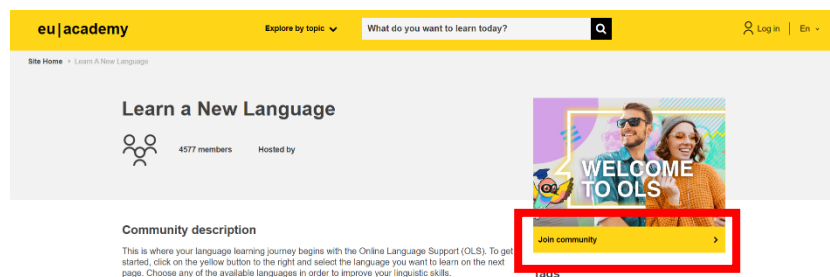 eu|academy
Explore by topic
What do you want to learn today?
Log in
En
Site Home
Learn A New Language
Learn a New Language
4577 members
Hosted by
WELCOME
TO OLS
Join community
Community description
This is where your language learning journey begins with the Online Language Support (OLS). To get
started, click on the yellow button to the right and select the language you want to learn on the next
page. Choose any of the available languages in order to improve your linguistic skills.
Tags